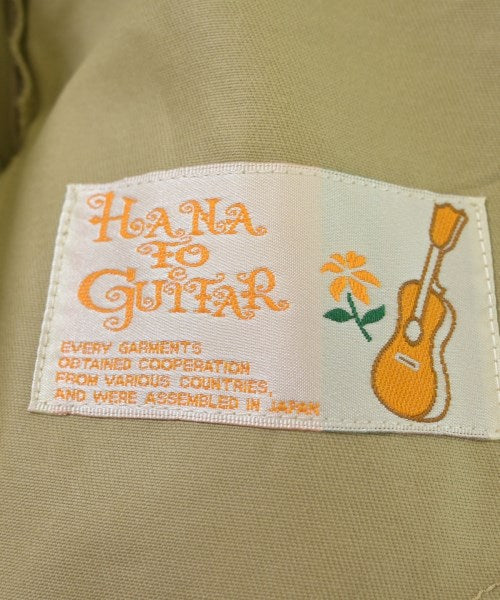 HANA
TO
GUITAR
EVERY GARMENTS
OBTAINED COOPERATION
FROM VARIOUS COUNTRIES,
AND WERE ASSEMBLED IN JAPAN